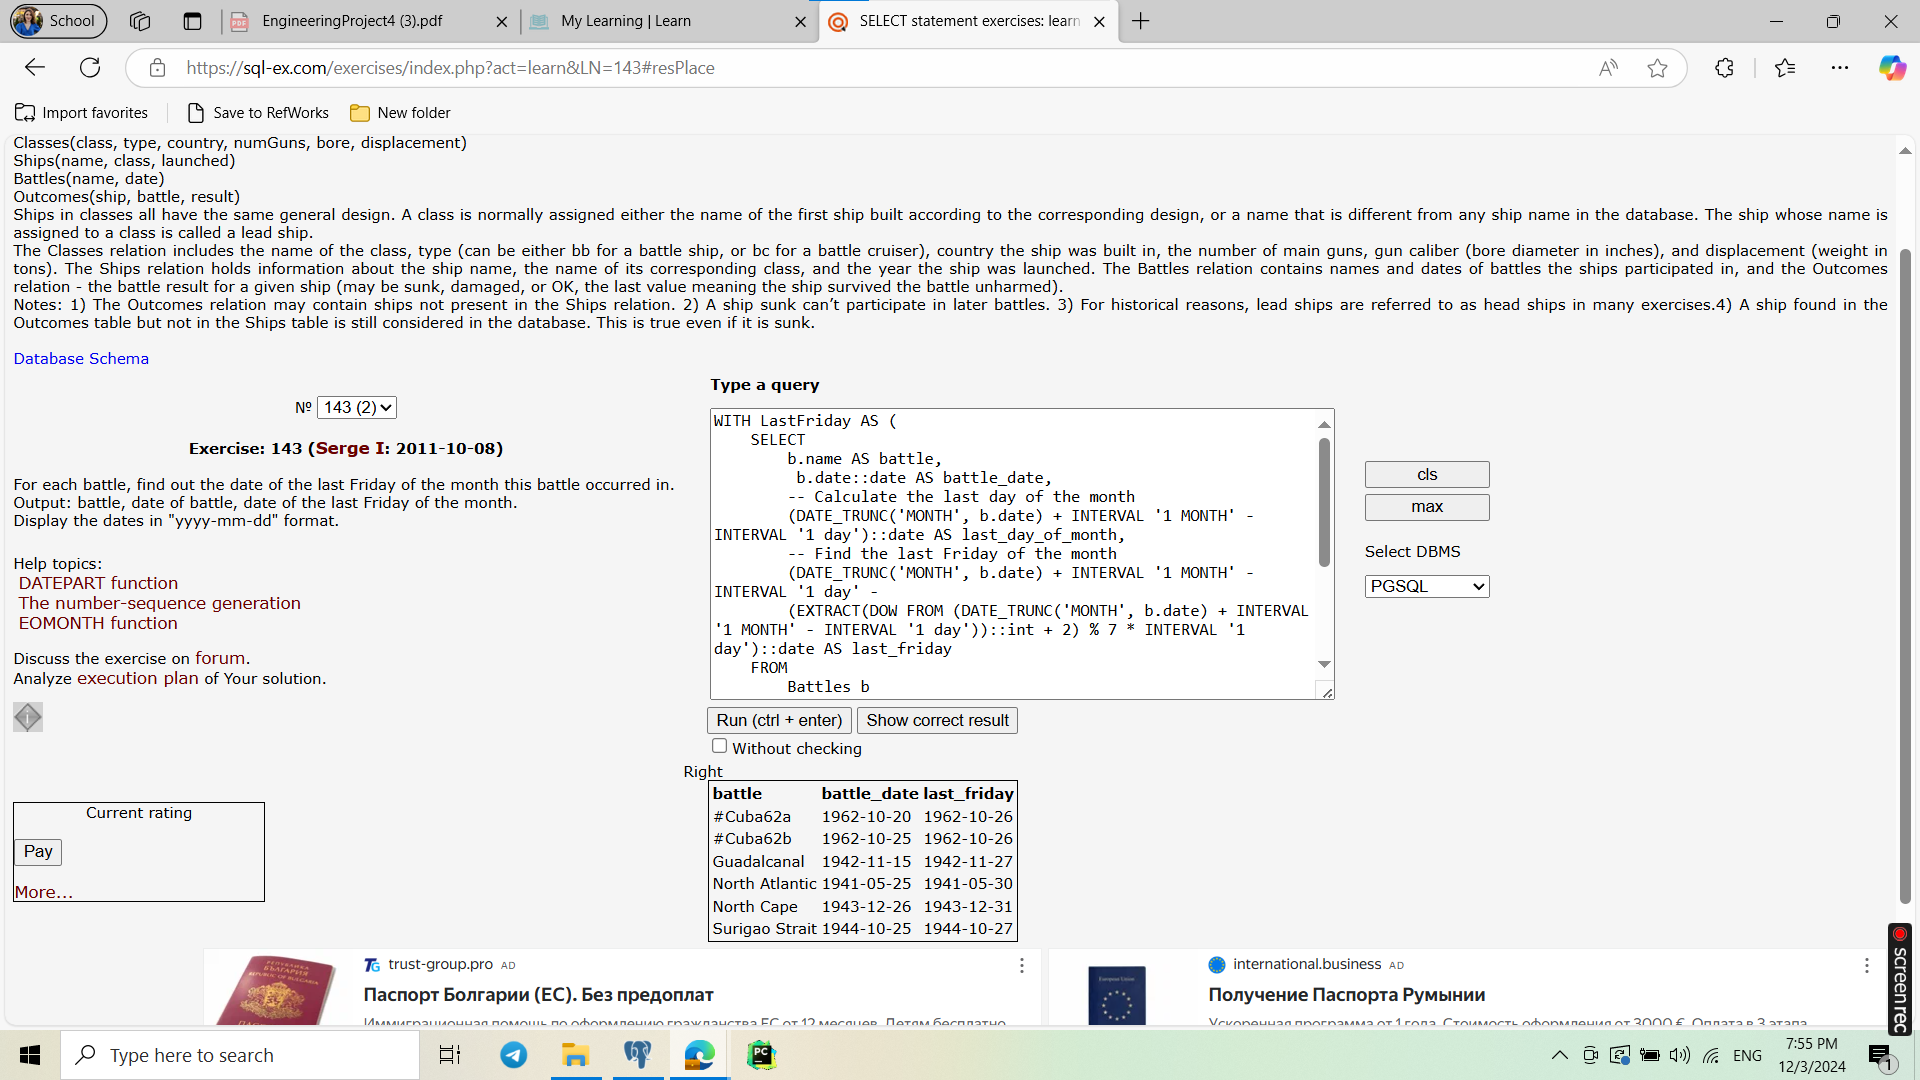 School
EngineeringProject4 (3).pdf
My Learning | Learn
SELECT statement exercises: learn
https://sql-ex.com/exercises/index.php?act=learn&LN=143#resPlace
Import favorites
Save to RefWorks
New folder
Classes(class, type, country, numGuns, bore, displacement)
Ships(name, class, launched)
Battles(name, date)
Outcomes(ship, battle, result)
Ships in classes all have the same general design. A class is normally assigned either the name of the first ship built according to the corresponding design, or a name that is different from any ship name in the database. The ship whose name is
assigned to a class is called a lead ship.
The Classes relation includes the name of the class, type (can be either bb for a battle ship, or bc for a battle cruiser), country the ship was built in, the number of main guns, gun caliber (bore diameter in inches), and displacement (weight in
tons). The Ships relation holds information about the ship name, the name of its corresponding class, and the year the ship was launched. The Battles relation contains names and dates of battles the ships participated in, and the Outcomes
relation - the battle result for a given ship (may be sunk, damaged, or OK, the last value meaning the ship survived the battle unharmed).
Notes: 1) The Outcomes relation may contain ships not present in the Ships relation. 2) A ship sunk can’t participate in later battles. 3) For historical reasons, lead ships are referred to as head ships in many exercises.4) A ship found in the
Outcomes table but not in the Ships table is still considered in the database. This is true even if it is sunk.
Database Schema
№ 143 (2)
Exercise: 143 (Serge I: 2011-10-08)
For each battle, find out the date of the last Friday of the month this battle occurred in.
Output: battle, date of battle, date of the last Friday of the month.
Display the dates in "yyyy-mm-dd" format.
Help topics:
DATEPART function
The number-sequence generation
EOMONTH function
Discuss the exercise on forum.
Analyze execution plan of Your solution.
Current rating
Pay
More...
Type a query
WITH LastFriday AS (
SELECT
b.name AS battle,
b.date::date AS battle_date,
-- Calculate the last day of the month
(DATE_TRUNC('MONTH', b.date) + INTERVAL '1 MONTH' -
INTERVAL '1 day')::date AS last_day_of_month,
-- Find the last Friday of the month
(DATE_TRUNC('MONTH', b.date) + INTERVAL '1 MONTH' -
INTERVAL '1 day' -
(EXTRACT(DOW FROM (DATE_TRUNC('MONTH', b.date) + INTERVAL
'1 MONTH' - INTERVAL '1 day'))::int + 2) % 7 * INTERVAL '1
day')::date AS last_friday
FROM
Battles b
cls
max
Select DBMS
PGSQL
Run (ctrl + enter)
Show correct result
Without checking
Right
battle battle_date last_friday
#Cuba62a 1962-10-20 1962-10-26
#Cuba62b 1962-10-25 1962-10-26
Guadalcanal 1942-11-15 1942-11-27
North Atlantic 1941-05-25 1941-05-30
North Cape 1943-12-26 1943-12-31
Surigao Strait 1944-10-25 1944-10-27
trust-group.pro AD
Паспорт Болгарии (ЕС). Без предоплат
Иммиграционная помощь по оформлению гражданства ЕС от 12 месяцев. Детям бесплатно
international.business AD
Получение Паспорта Румынии
Ускоренная программа от 1 года. Стоимость оформления от 3000 €. Оплата в 3 этапа
screenrec
Type here to search
PC
ENG
7:55 PM
12/3/2024
1